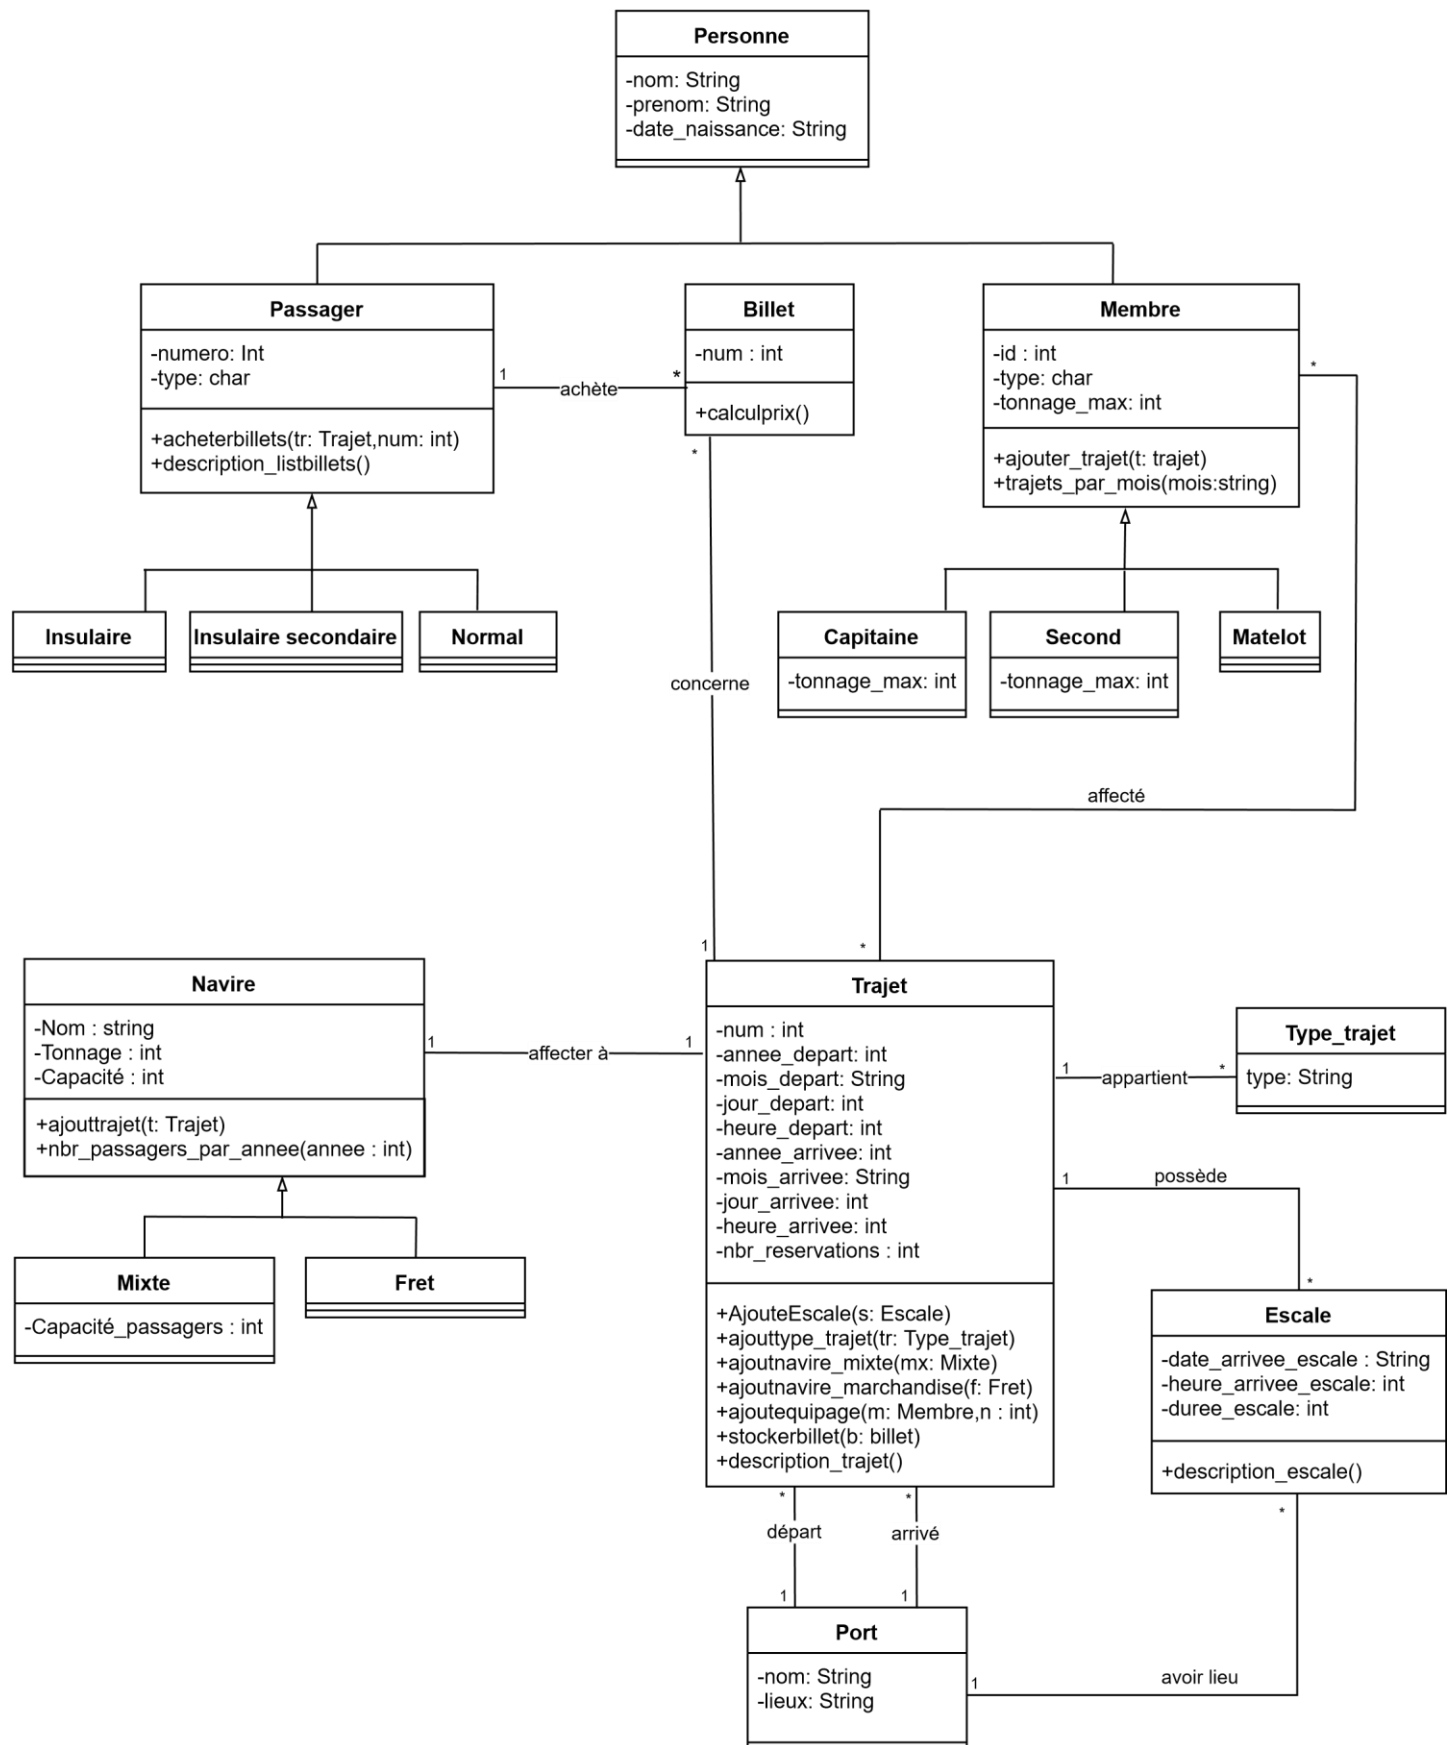 Personne
-nom: String
-prenom: String
-date_naissance: String
Passager
-numero: Int
-type: char
+acheterbillets(tr: Trajet,num: int)
+description_listbillets()
1
achète
*
Billet
-num : int
+calculprix()
*
Membre
-id : int
-type: char
-tonnage_max: int
+ajouter_trajet(t: trajet)
+trajets_par_mois(mois:string)
*
Insulaire
Insulaire secondaire
Normal
concerne
Capitaine
-tonnage_max: int
Second
-tonnage_max: int
Matelot
affecté
1
*
Navire
-Nom : string
-Tonnage : int
-Capacité : int
+ajouttrajet(t: Trajet)
+nbr_passagers_par_annee(annee : int)
1
affecter à
1
Trajet
-num : int
-annee_depart: int
-mois_depart: String
-jour_depart: int
-heure_depart: int
-annee_arrivee: int
-mois_arrivee: String
-jour_arrivee: int
-heure_arrivee: int
-nbr_reservations : int
+AjouteEscale(s: Escale)
+ajouttype_trajet(tr: Type_trajet)
+ajoutnavire_mixte(mx: Mixte)
+ajoutnavire_marchandise(f: Fret)
+ajoutequipage(m: Membre,n : int)
+stockerbillet(b: billet)
+description_trajet()
1
appartient
*
Type_trajet
type: String
1
possède
*
Mixte
-Capacité_passagers : int
Fret
Escale
-date_arrivee_escale : String
-heure_arrivee_escale: int
-duree_escale: int
+description_escale()
*
*
*
départ
arrivé
1
1
Port
-nom: String
-lieux: String
1
avoir lieu